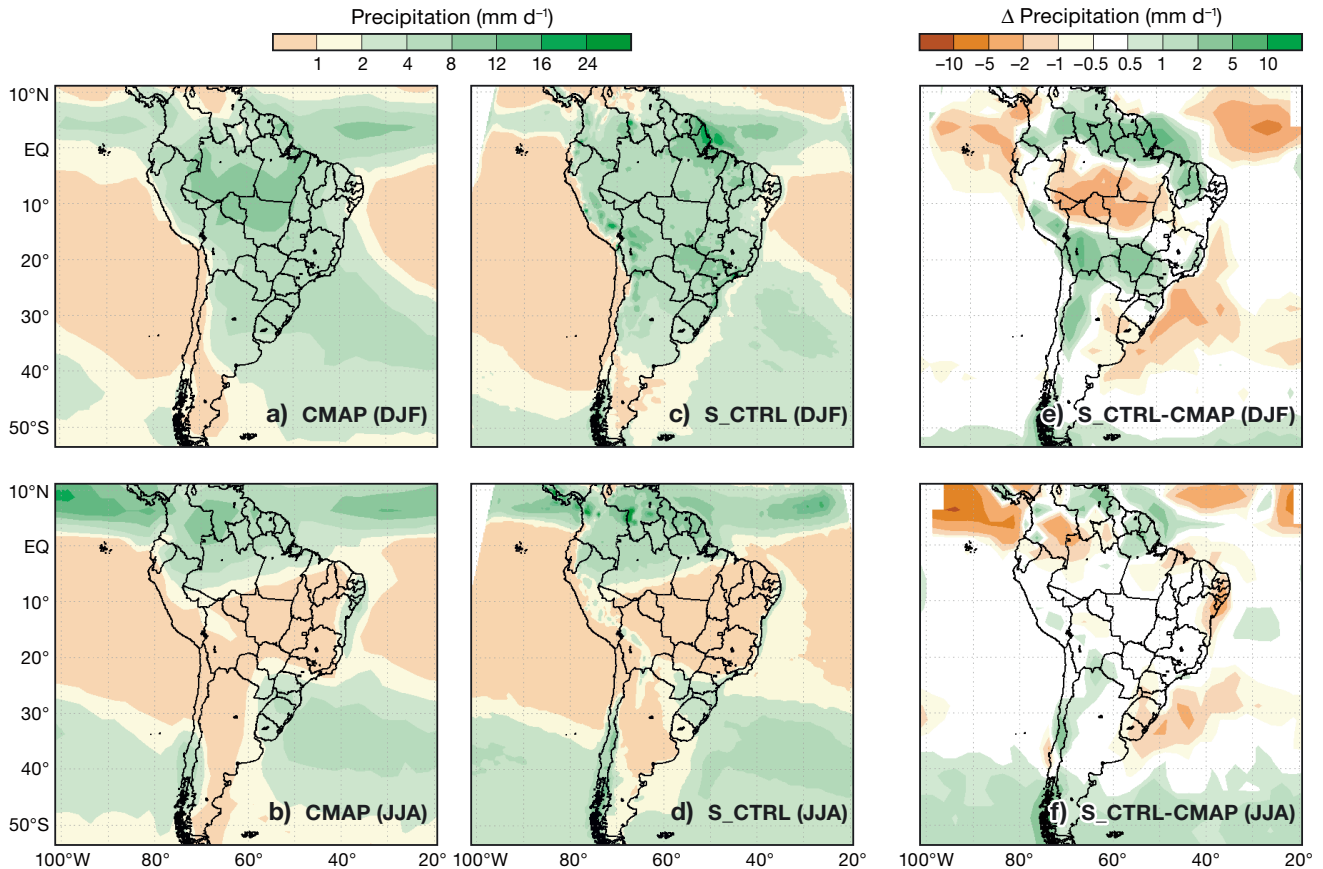 Precipitation (mm d⁻¹)
1 2 4 8 12 16 24
Δ Precipitation (mm d⁻¹)
−10 −5 −2 −1 −0.5 0.5 1 2 5 10
10°N
EQ
10°
20°
30°
40°
50°S
a) CMAP (DJF)
c) S_CTRL (DJF)
e) S_CTRL-CMAP (DJF)
10°N
EQ
10°
20°
30°
40°
50°S
b) CMAP (JJA)
d) S_CTRL (JJA)
f) S_CTRL-CMAP (JJA)
100°W 80° 60° 40° 20°
80° 60° 40° 20°
100°W 80° 60° 40° 20°